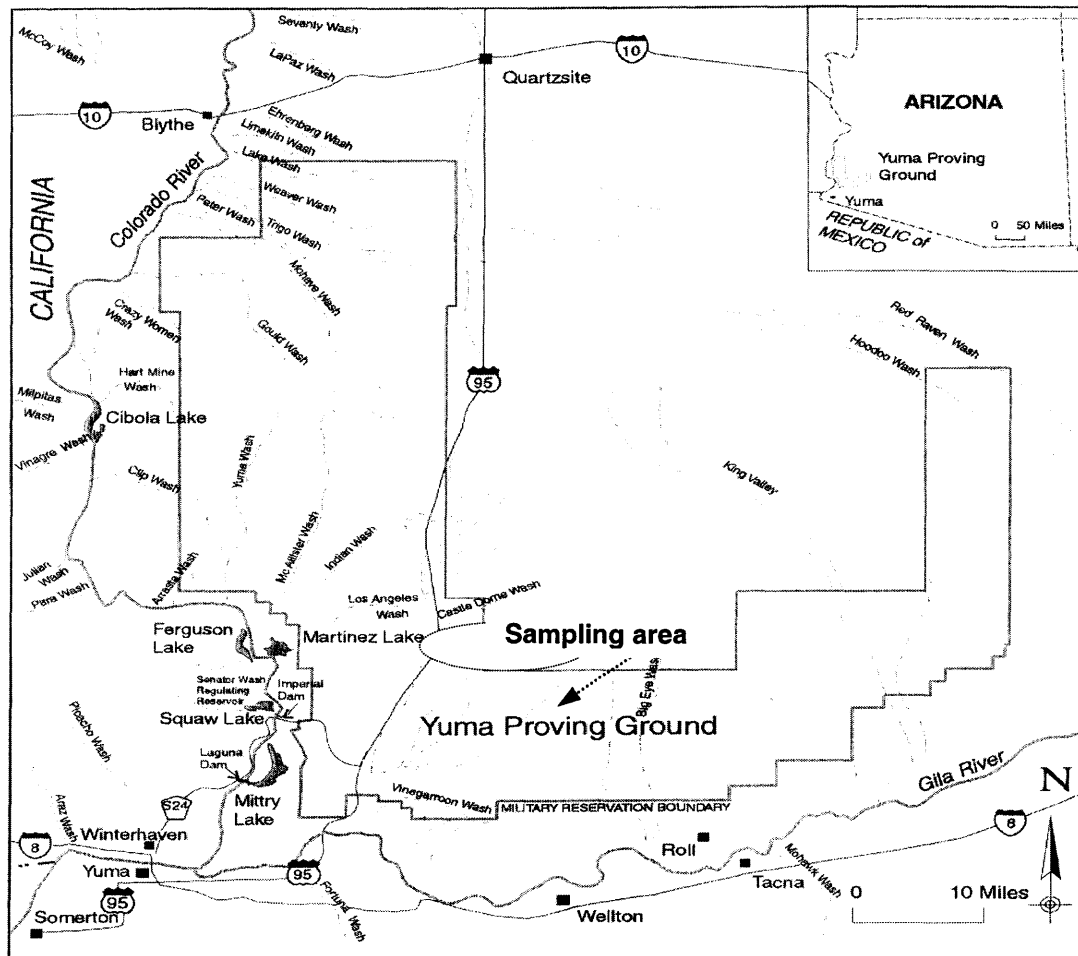 Seventy Wash
McCoy Wash
LaPaz Wash
10
Quartzsite
10
Blythe
Ehrenberg Wash
Limekiln Wash
Lake Wash
Colorado River
CALIFORNIA
Weaver Wash
Pater Wash
Trigo Wash
Mohave Wash
ARIZONA
Yuma Proving
Ground
Yuma
REPUBLIC of
MEXICO
0 50 Miles
Crazy Women
Wash
Gould Wash
Red Raven Wash
Hoodoo Wash
Hart Mine
Wash
95
Milpitas
Wash
Cibola Lake
Vinagre Wash
Clip Wash
Yuma Wash
King Valley
McAllister Wash
Indian Wash
Julian
Wash
Para Wash
Arrasta Wash
Los Angeles
Wash
Castle Dome Wash
Ferguson
Lake
Martinez Lake
Sampling area
Senator Wash
Regulating
Reservoir
Imperial
Dam
Big Eye Was
Squaw Lake
Yuma Proving Ground
Picacho Wash
Laguna
Dam
Mittry
Lake
S24
Vinegarroon Wash
MILITARY RESERVATION BOUNDARY
Gila River
N
Araz Wash
Winterhaven
8
8
Roll
Yuma
95
95
Fortuna Wash
Tacna
Mohawk Wash
0 10 Miles
Somerton
Wellton